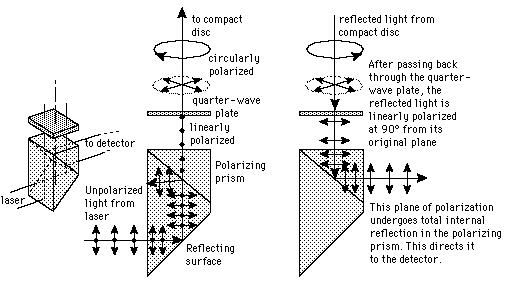 to compact
disc
circularly
polarized
quarter-wave
plate
linearly
polarized
Polarizing
prism
Unpolarized
light from
laser
Reflecting
surface
to detector
laser
reflected light from
compact disc
After passing back
through the quarter-
wave plate, the
reflected light is
linearly polarized
at 90° from its
original plane
This plane of polarization
undergoes total internal
reflection in the polarizing
prism. This directs it
to the detector.